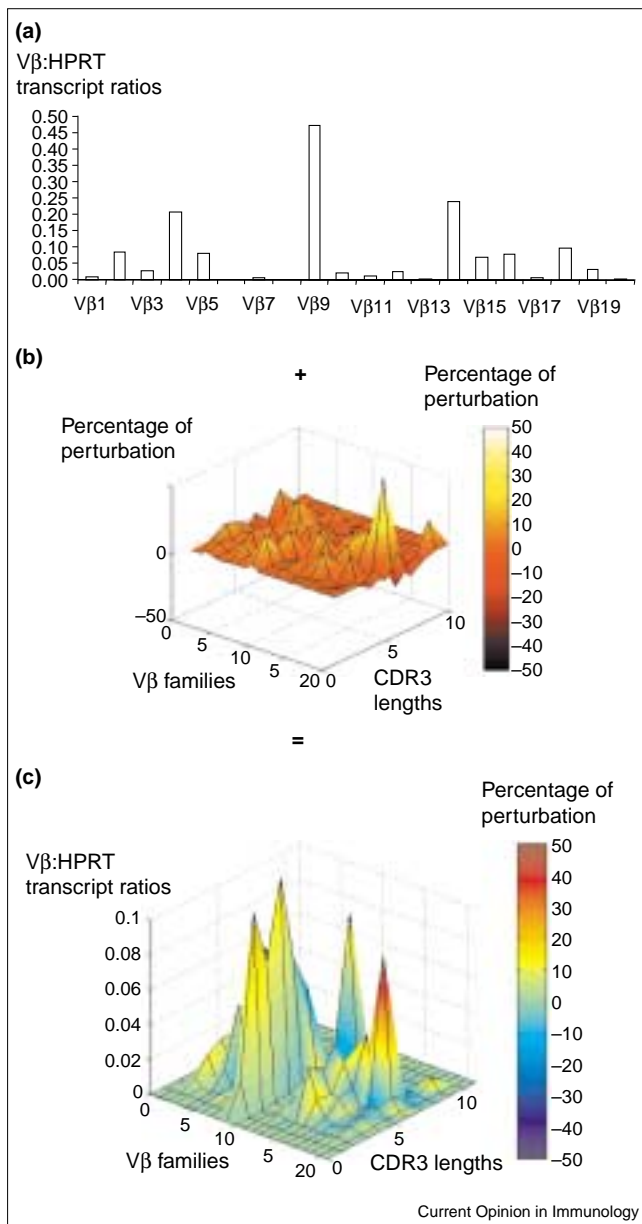 (a)
Vβ:HPRT
transcript ratios
0.50
0.45
0.40
0.35
0.30
0.25
0.20
0.15
0.10
0.05
0.00
Vβ1 Vβ3 Vβ5 Vβ7 Vβ9 Vβ11 Vβ13 Vβ15 Vβ17 Vβ19
(b)
+
Percentage of
perturbation
Percentage of
perturbation
50
40
30
20
10
0
–10
–20
–30
–40
–50
0
–50
0 5 10 5 20
Vβ families
0 5 10
CDR3
lengths
=
(c)
Percentage of
perturbation
Vβ:HPRT
transcript ratios
50
40
30
20
10
0
–10
–20
–30
–40
–50
0.1
0.08
0.06
0.04
0.02
0
0 5 10 5 20
Vβ families
0 5 10
CDR3 lengths
Current Opinion in Immunology